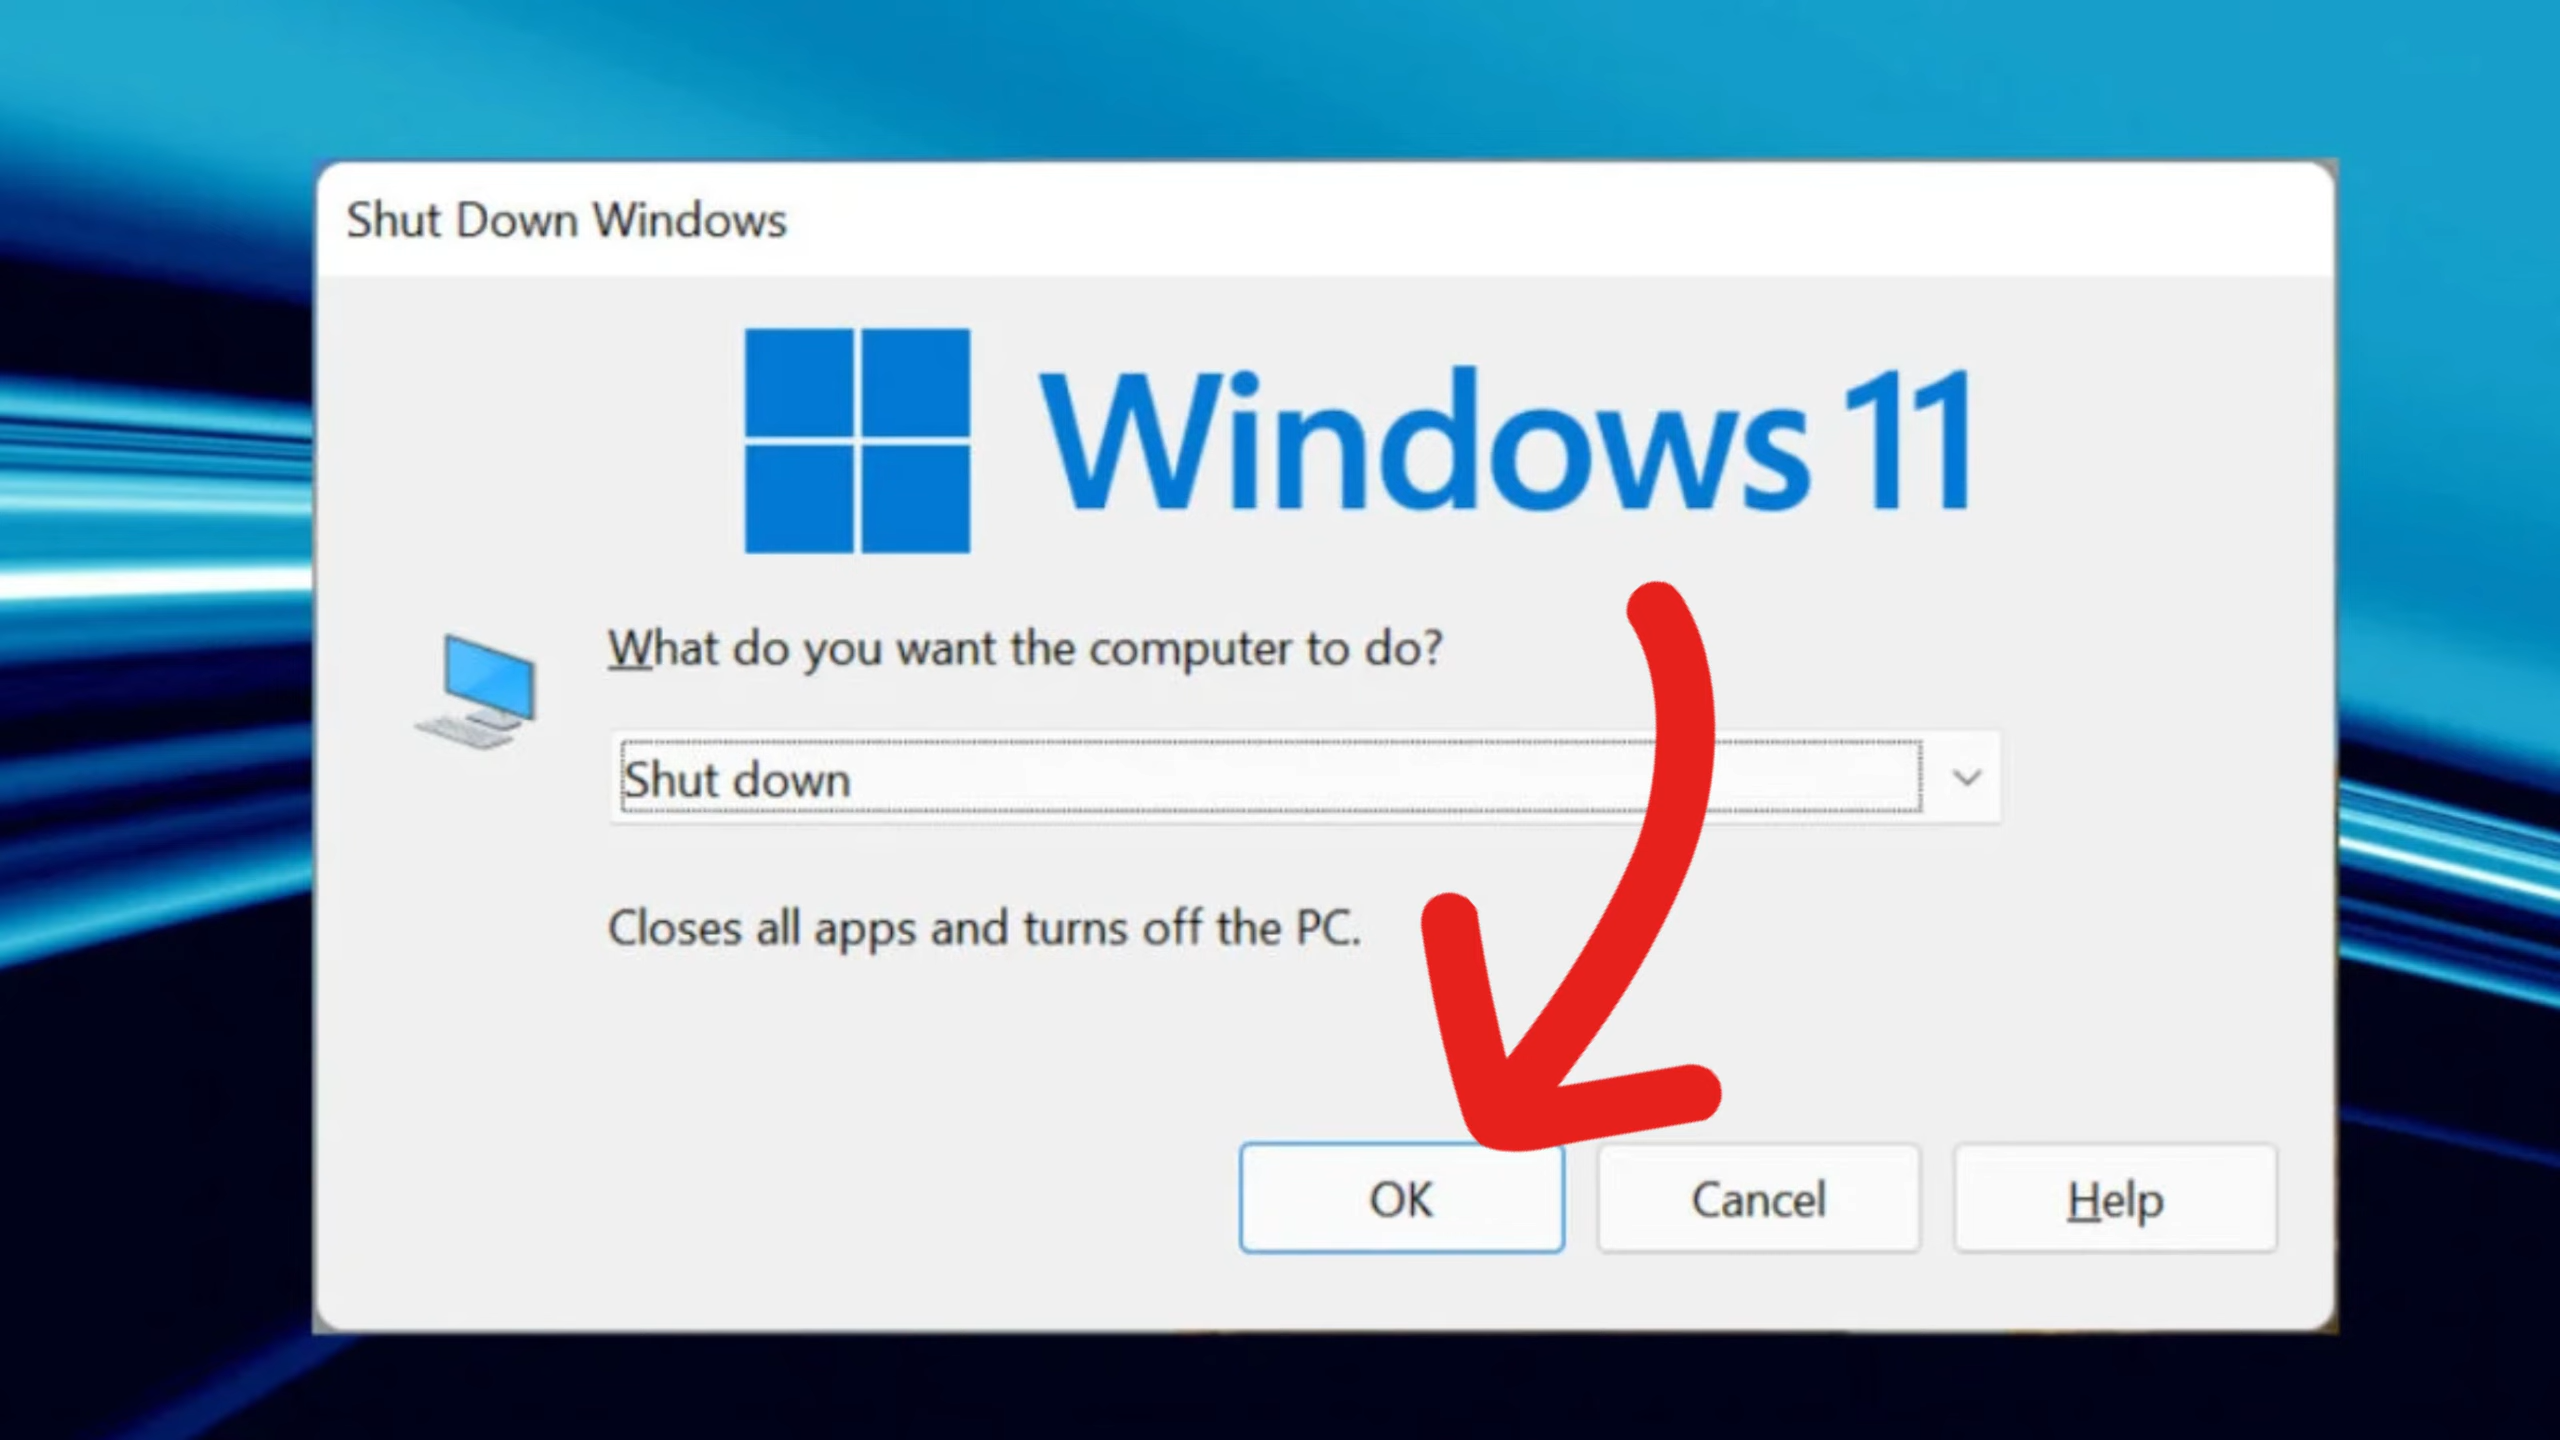 Shut Down Windows
Windows 11
What do you want the computer to do?
Shut down
Closes all apps and turns off the PC.
OK
Cancel
Help